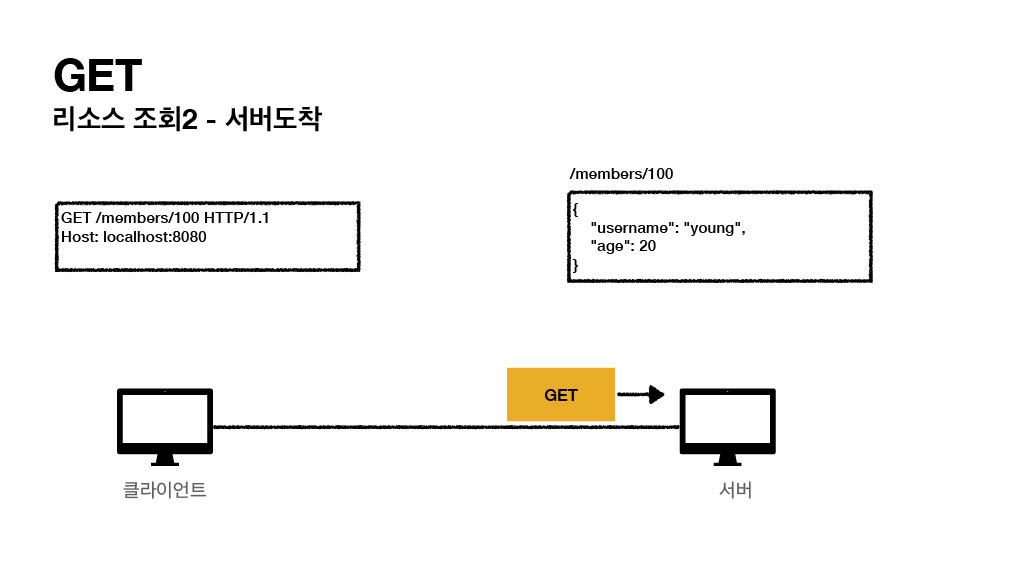 GET
리소스 조회2 - 서버도착
GET /members/100 HTTP/1.1
Host: localhost:8080
/members/100
{
"username": "young",
"age": 20
}
GET
클라이언트
서버